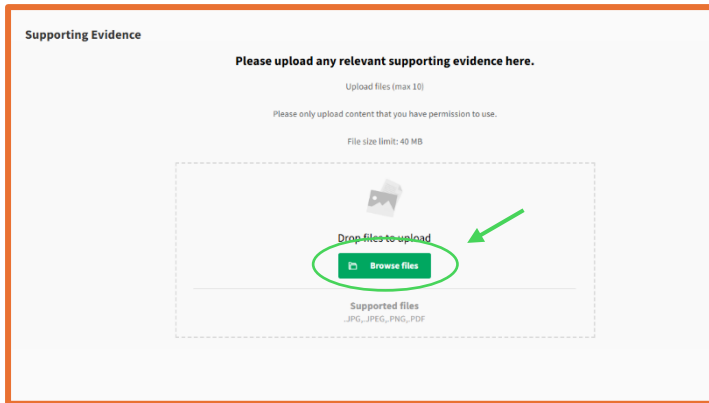 Supporting Evidence
Please upload any relevant supporting evidence here.
Upload files (max 10)
Please only upload content that you have permission to use.
File size limit: 40 MB
Drop files to upload
Browse files
Supported files
.JPG,.JPEG,.PNG,.PDF